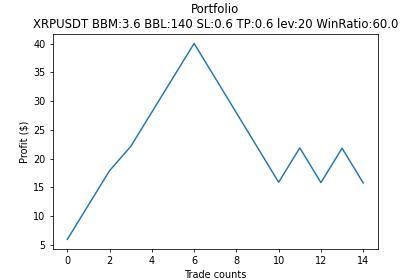 Portfolio
XRPUSDT BBM:3.6 BBL:140 SL:0.6 TP:0.6 lev:20 WinRatio:60.0
40
35
30
25
20
15
10
5
Profit ($)
0 2 4 6 8 10 12 14
Trade counts